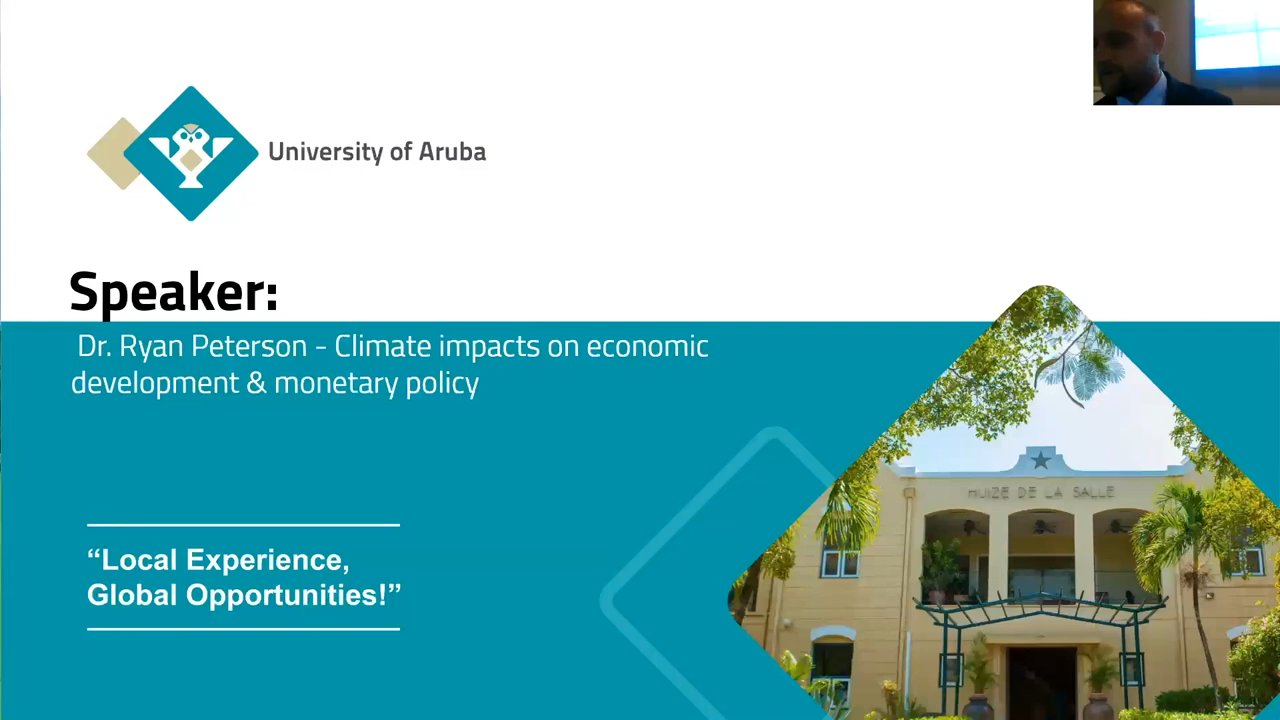 University of Aruba
Speaker:
Dr. Ryan Peterson - Climate impacts on economic
development & monetary policy
“Local Experience,
Global Opportunities!”
HUIZE DE LA SALLE